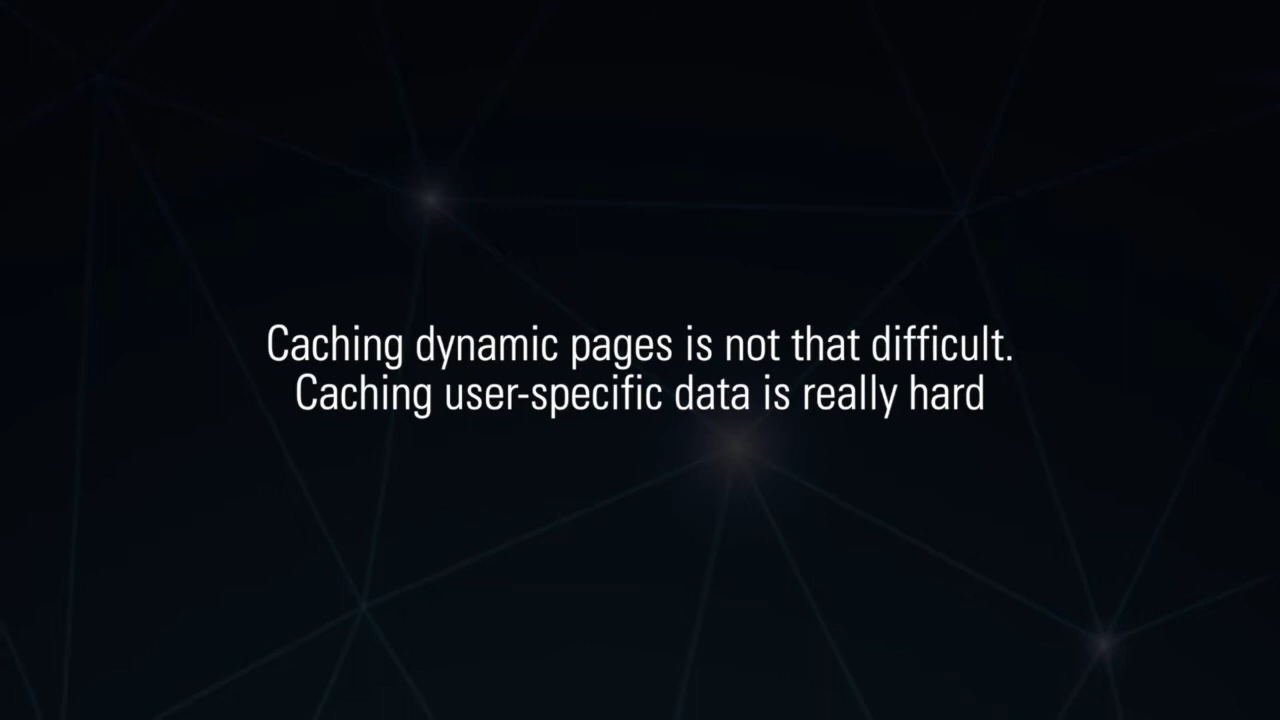 Caching dynamic pages is not that difficult.
Caching user-specific data is really hard